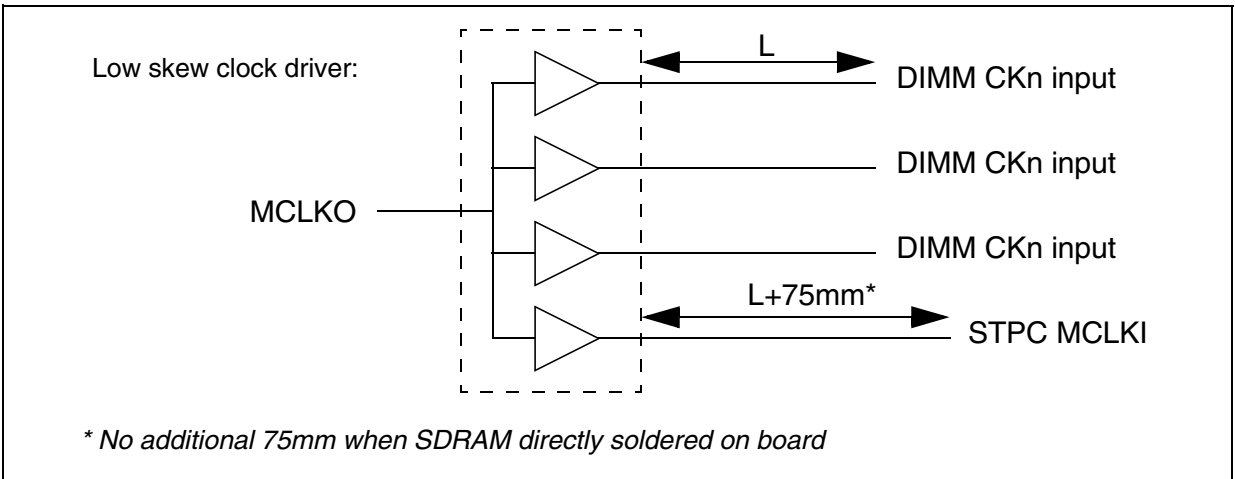 Low skew clock driver:
L
DIMM CKn input
DIMM CKn input
MCLKO
DIMM CKn input
L+75mm*
STPC MCLKI
* No additional 75mm when SDRAM directly soldered on board